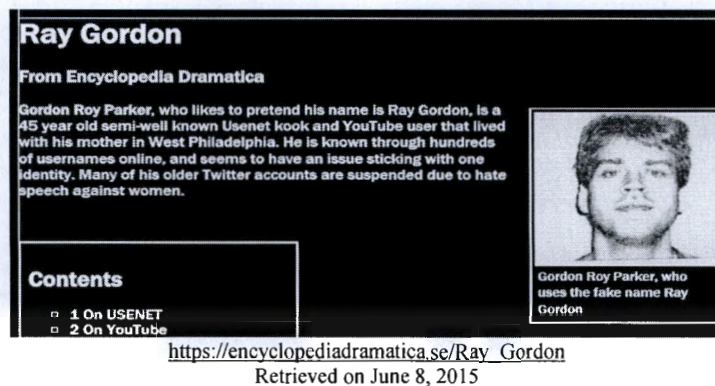 Ray Gordon
From Encyclopedia Dramatica
Gordon Roy Parker, who likes to pretend his name is Ray Gordon, is a
45 year old semi-well known Usenet kook and YouTube user that lived
with his mother in West Philadelphia. He is known through hundreds
of usernames online, and seems to have an issue sticking with one
identity. Many of his older Twitter accounts are suspended due to hate
speech against women.
Gordon Roy Parker, who
uses the fake name Ray
Gordon
Contents
1 On USENET
2 On YouTube
https://encyclopediadramatica.se/Ray_Gordon
Retrieved on June 8, 2015